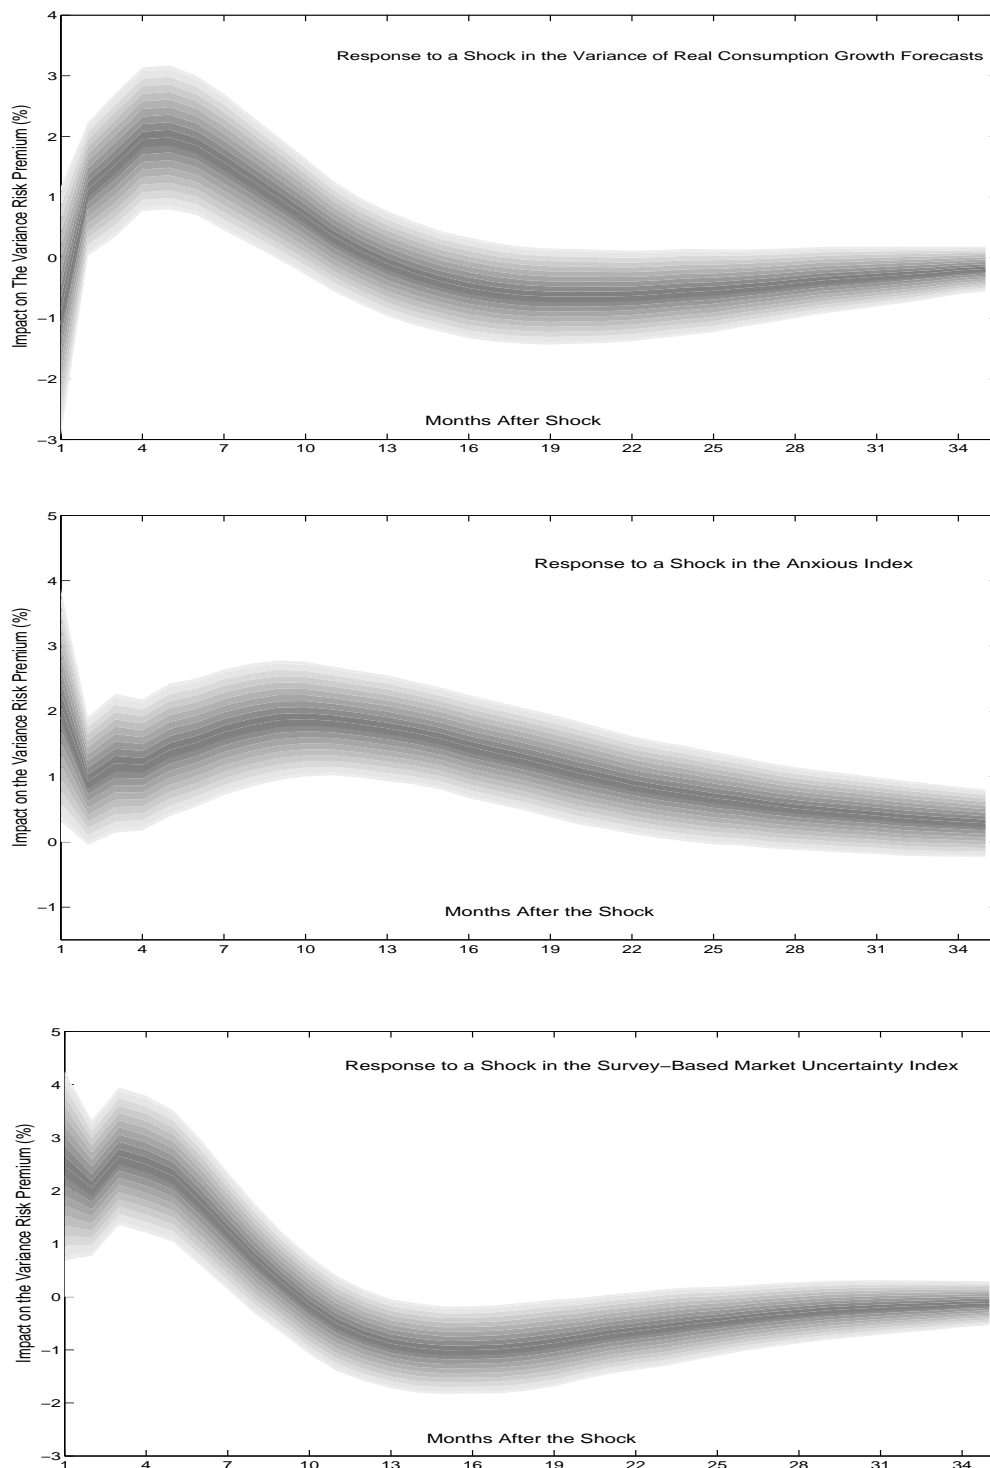 4
Response to a Shock in the Variance of Real Consumption Growth Forecasts
3
2
1
0
−1
−2
−3
Impact on The Variance Risk Premium (%)
Months After Shock
1 4 7 10 13 16 19 22 25 28 31 34
5
Response to a Shock in the Anxious Index
4
3
2
1
0
−1
Impact on the Variance Risk Premium (%)
Months After the Shock
1 4 7 10 13 16 19 22 25 28 31 34
5
Response to a Shock in the Survey−Based Market Uncertainty Index
4
3
2
1
0
−1
−2
−3
Impact on the Variance Risk Premium (%)
Months After the Shock
1 4 7 10 13 16 19 22 25 28 31 34